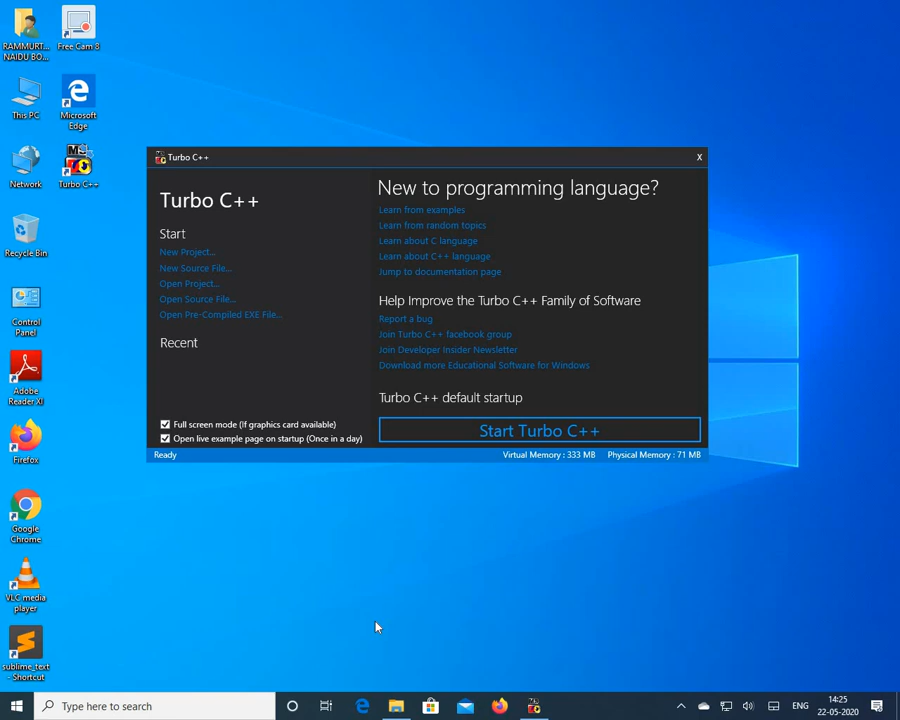 RAMMURT...
NAIDU BO...
Free Cam 8
This PC
Microsoft
Edge
Network
Turbo C++
Recycle Bin
Control
Panel
Adobe
Reader XI
Firefox
Google
Chrome
VLC media
player
sublime_text
- Shortcut
Turbo C++
X
Turbo C++
Start
New Project...
New Source File...
Open Project...
Open Source File...
Open Pre-Compiled EXE File...
Recent
Full screen mode (If graphics card available)
Open live example page on startup (Once in a day)
New to programming language?
Learn from examples
Learn from random topics
Learn about C language
Learn about C++ language
Jump to documentation page
Help Improve the Turbo C++ Family of Software
Report a bug
Join Turbo C++ facebook group
Join Developer Insider Newsletter
Download more Educational Software for Windows
Turbo C++ default startup
Start Turbo C++
Ready
Virtual Memory : 333 MB
Physical Memory : 71 MB
Type here to search
ENG
14:25
22-05-2020